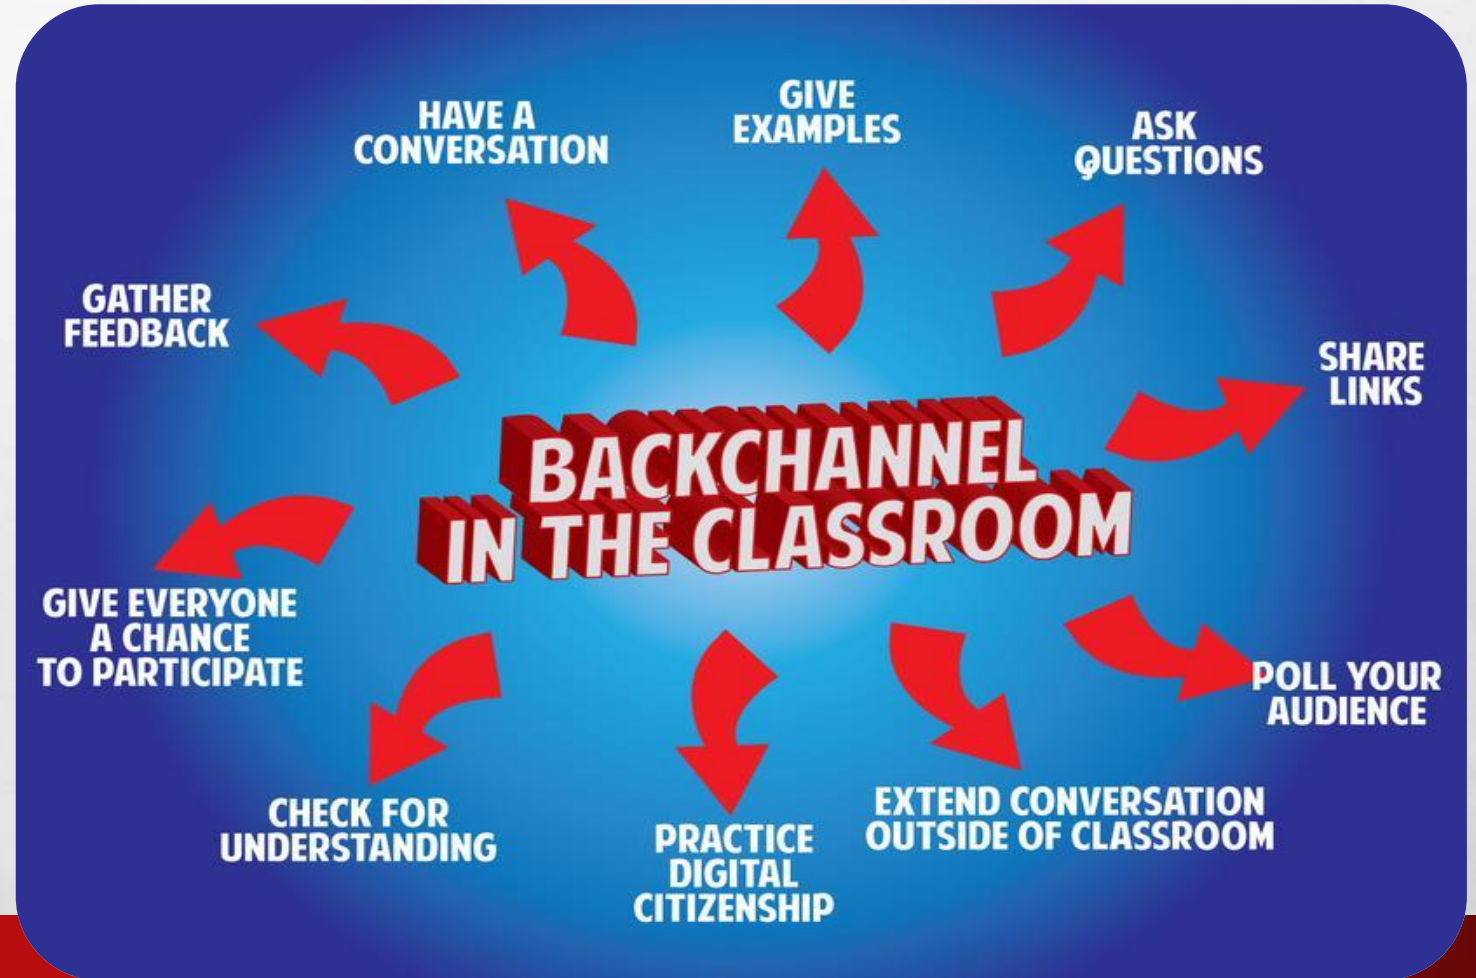 HAVE A
CONVERSATION
GIVE
EXAMPLES
ASK
QUESTIONS
GATHER
FEEDBACK
SHARE
LINKS
BACKCHANNEL
IN THE CLASSROOM
GIVE EVERYONE
A CHANCE
TO PARTICIPATE
POLL YOUR
AUDIENCE
CHECK FOR
UNDERSTANDING
PRACTICE
DIGITAL
CITIZENSHIP
EXTEND CONVERSATION
OUTSIDE OF CLASSROOM